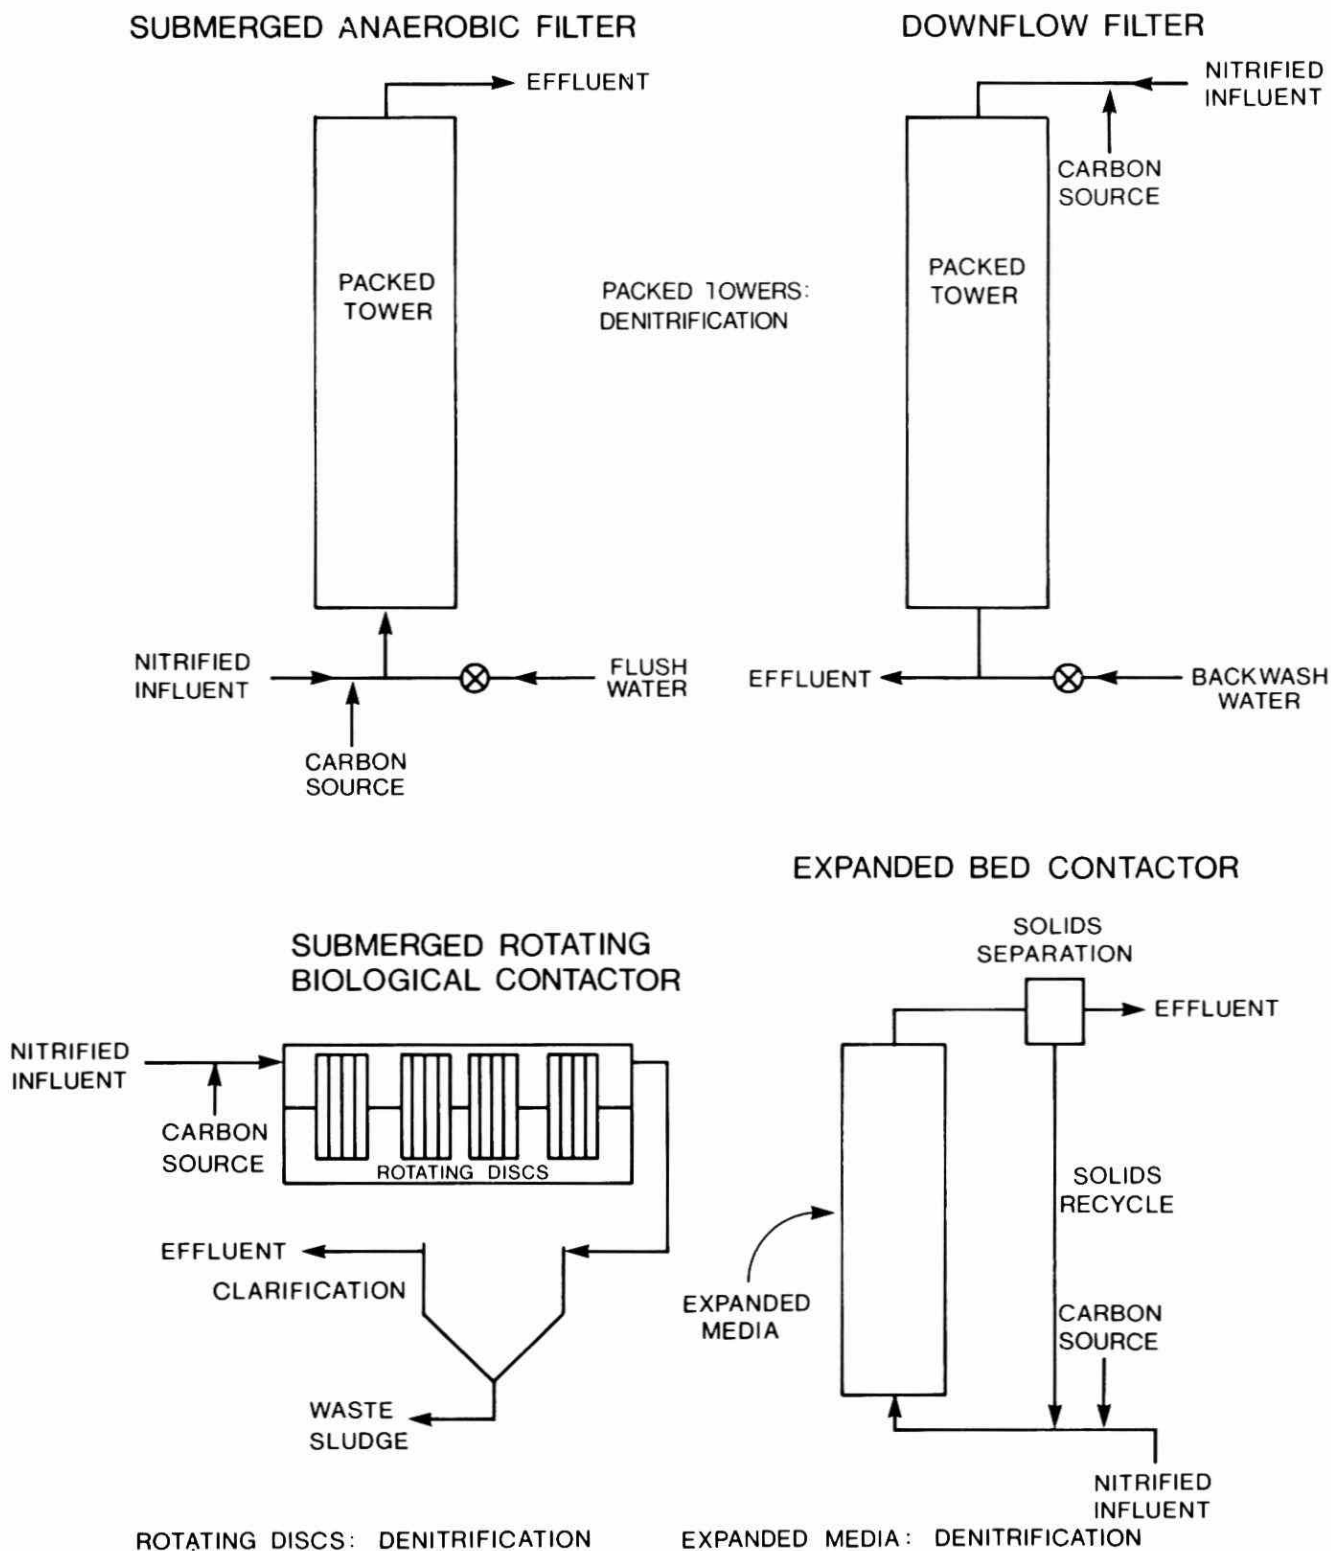 SUBMERGED ANAEROBIC FILTER
EFFLUENT
PACKED
TOWER
NITRIFIED
INFLUENT
FLUSH
WATER
CARBON
SOURCE
PACKED TOWERS:
DENITRIFICATION
DOWNFLOW FILTER
NITRIFIED
INFLUENT
CARBON
SOURCE
PACKED
TOWER
EFFLUENT
BACKWASH
WATER
SUBMERGED ROTATING
BIOLOGICAL CONTACTOR
NITRIFIED
INFLUENT
CARBON
SOURCE
ROTATING DISCS
EFFLUENT
CLARIFICATION
WASTE
SLUDGE
ROTATING DISCS: DENITRIFICATION
EXPANDED BED CONTACTOR
SOLIDS
SEPARATION
EFFLUENT
SOLIDS
RECYCLE
EXPANDED
MEDIA
CARBON
SOURCE
NITRIFIED
INFLUENT
EXPANDED MEDIA: DENITRIFICATION